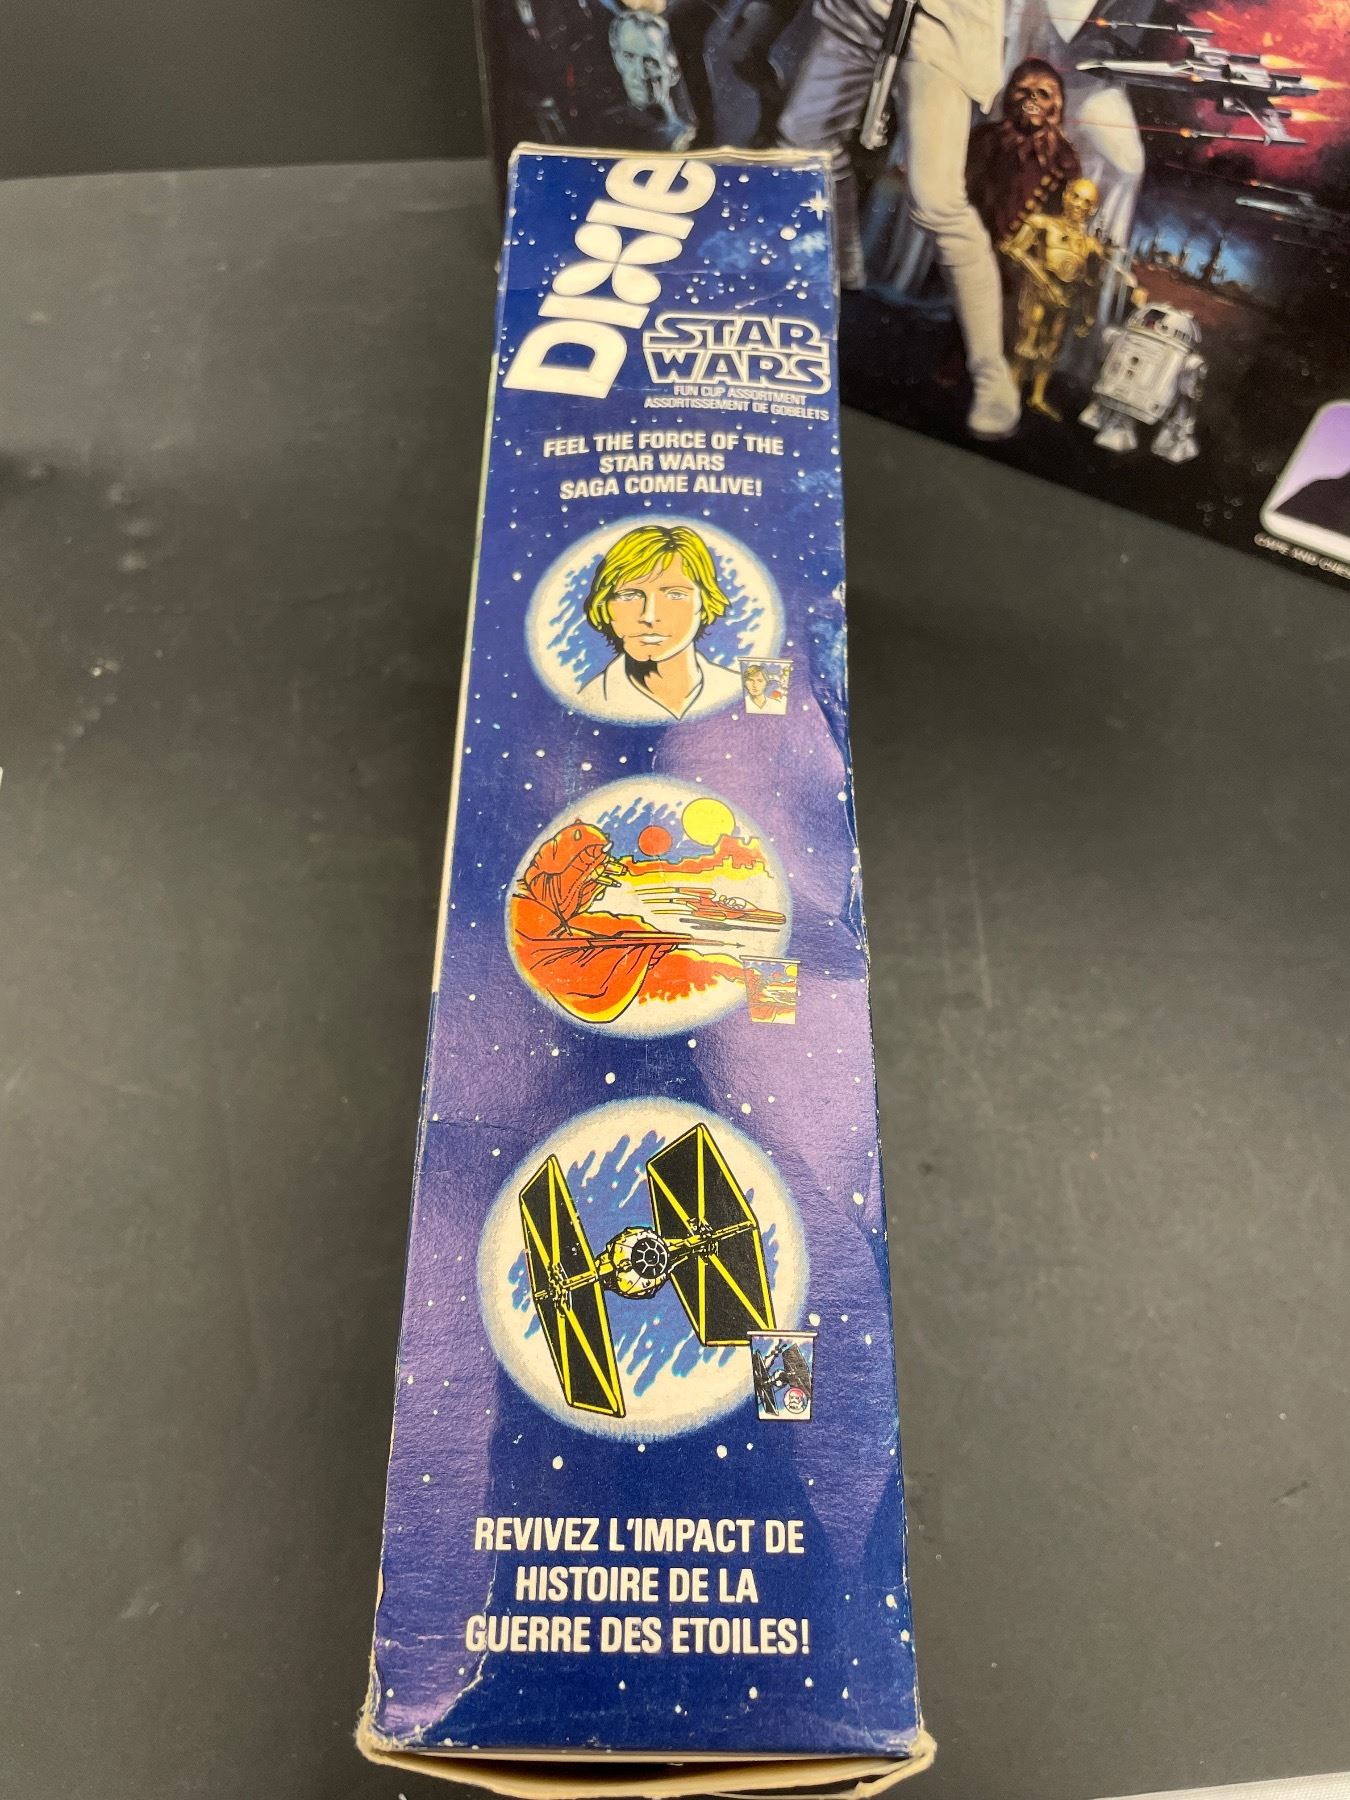 Dixie
STAR
WARS
FUN CUP ASSORTMENT
ASSORTISSEMENT DE GOBELETS
FEEL THE FORCE OF THE
STAR WARS
SAGA COME ALIVE!
REVIVEZ L'IMPACT DE
HISTOIRE DE LA
GUERRE DES ETOILES!